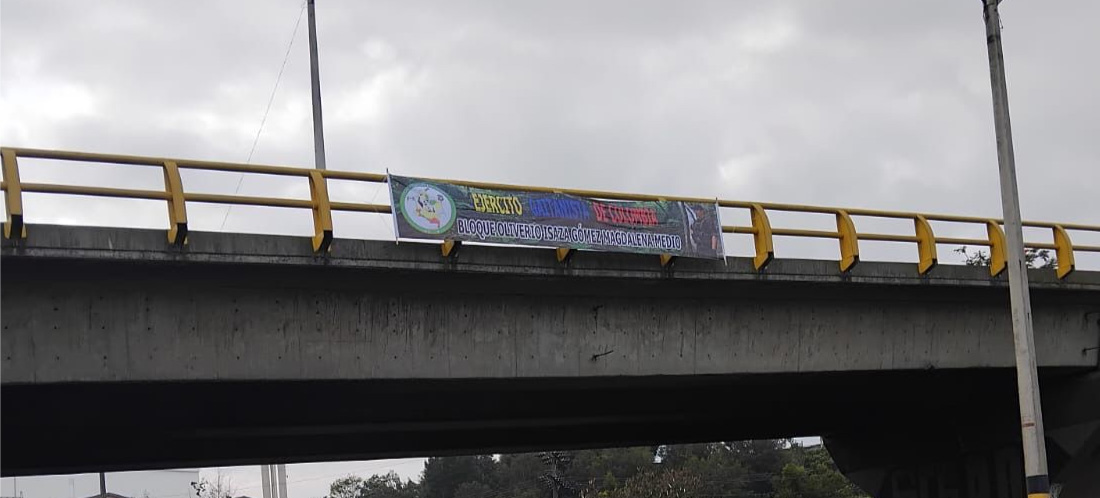 EJERCITO GAITANISTA DE COLOMBIA
BLOQUE OLIVERIO ISAZA GÓMEZ MAGDALENA MEDIO